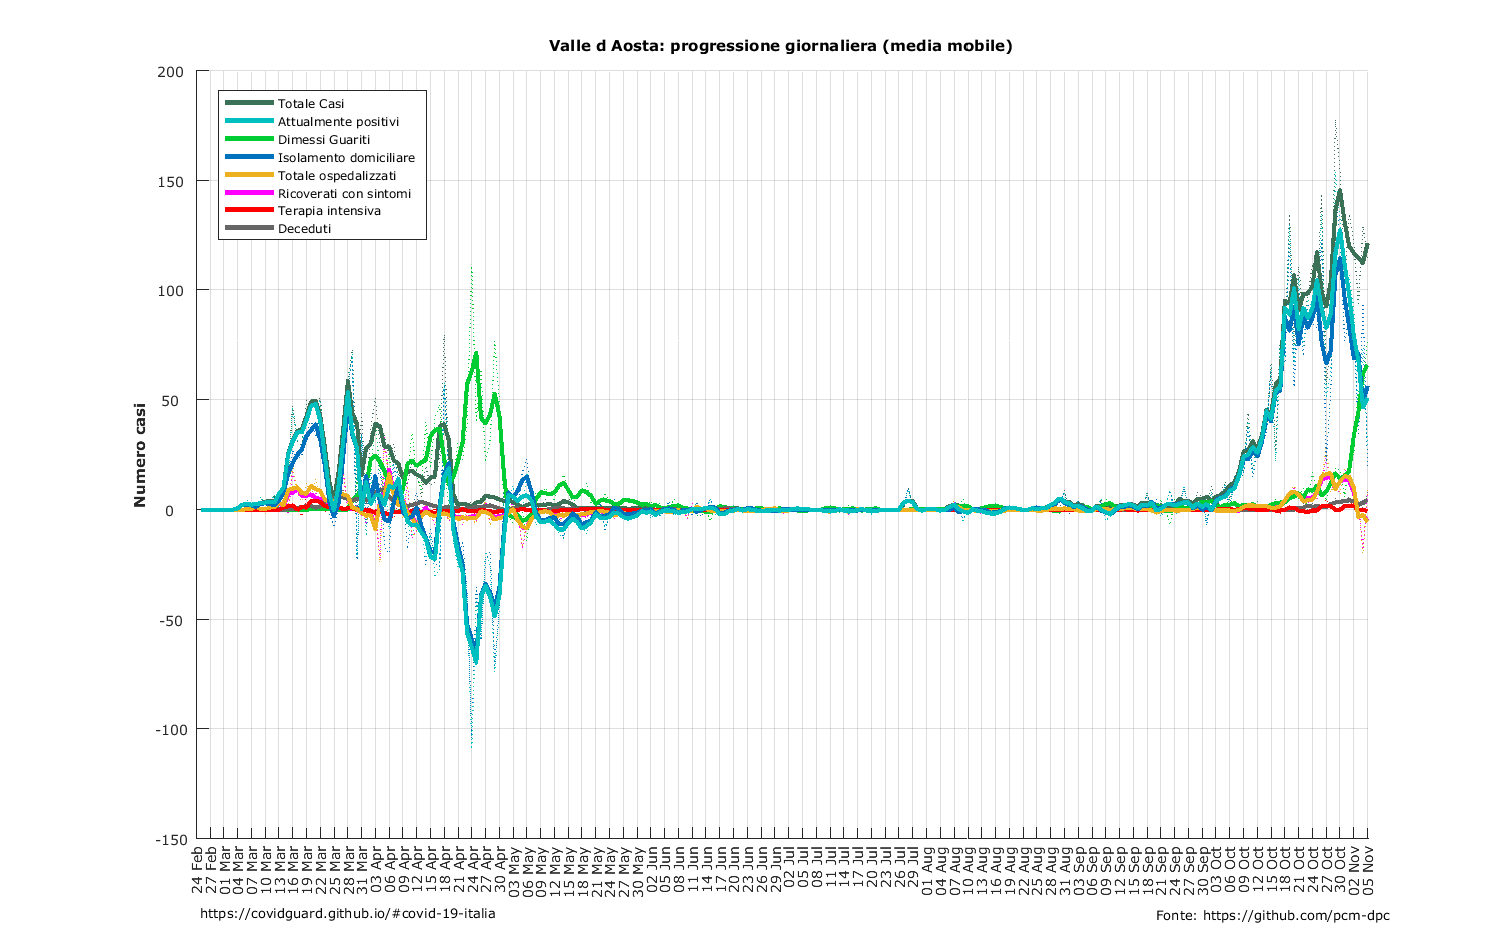 Valle d Aosta: progressione giornaliera (media mobile)
200
150
100
50
0
-50
-100
-150
Numero casi
Totale Casi
Attualmente positivi
Dimessi Guariti
Isolamento domiciliare
Totale ospedalizzati
Ricoverati con sintomi
Terapia intensiva
Deceduti
24 Feb
27 Feb
01 Mar
04 Mar
07 Mar
10 Mar
13 Mar
16 Mar
19 Mar
22 Mar
25 Mar
28 Mar
31 Mar
03 Apr
06 Apr
09 Apr
12 Apr
15 Apr
18 Apr
21 Apr
24 Apr
27 Apr
30 Apr
03 May
06 May
09 May
12 May
15 May
18 May
21 May
24 May
27 May
30 May
02 Jun
05 Jun
08 Jun
11 Jun
14 Jun
17 Jun
20 Jun
23 Jun
26 Jun
29 Jun
02 Jul
05 Jul
08 Jul
11 Jul
14 Jul
17 Jul
20 Jul
23 Jul
26 Jul
29 Jul
01 Aug
04 Aug
07 Aug
10 Aug
13 Aug
16 Aug
19 Aug
22 Aug
25 Aug
28 Aug
31 Aug
03 Sep
06 Sep
09 Sep
12 Sep
15 Sep
18 Sep
21 Sep
24 Sep
27 Sep
30 Sep
03 Oct
06 Oct
09 Oct
12 Oct
15 Oct
18 Oct
21 Oct
24 Oct
27 Oct
30 Oct
02 Nov
05 Nov
https://covidguard.github.io/#covid-19-italia
Fonte: https://github.com/pcm-dpc